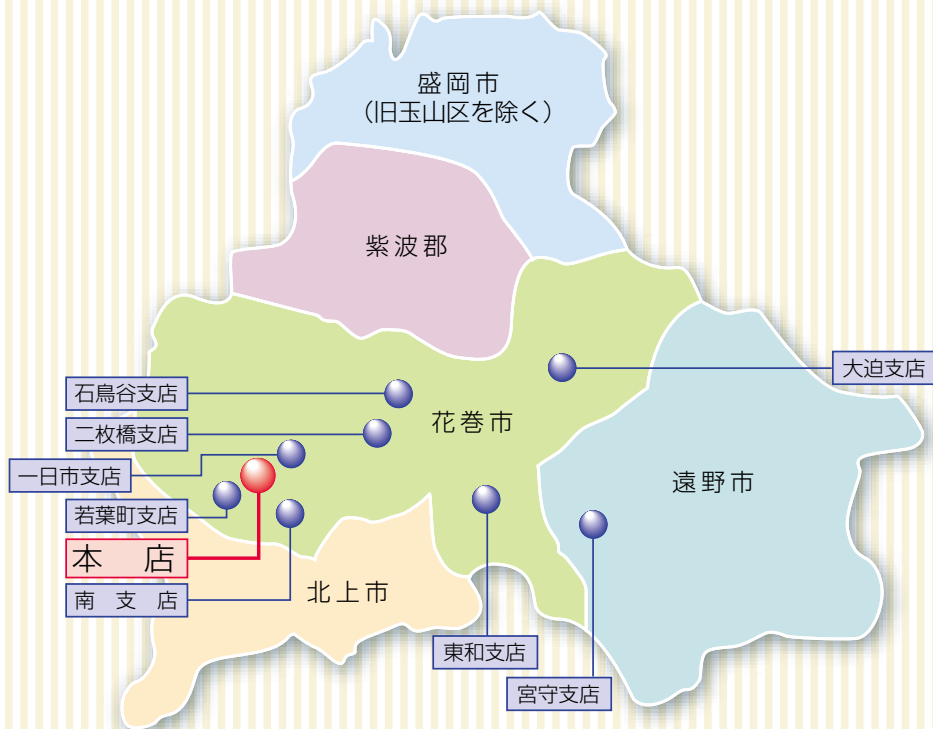 盛岡市
（旧玉山区を除く）
紫波郡
大迫支店
石鳥谷支店
花巻市
二枚橋支店
一日市支店
遠野市
若葉町支店
本　店
南　支　店
北上市
東和支店
宮守支店